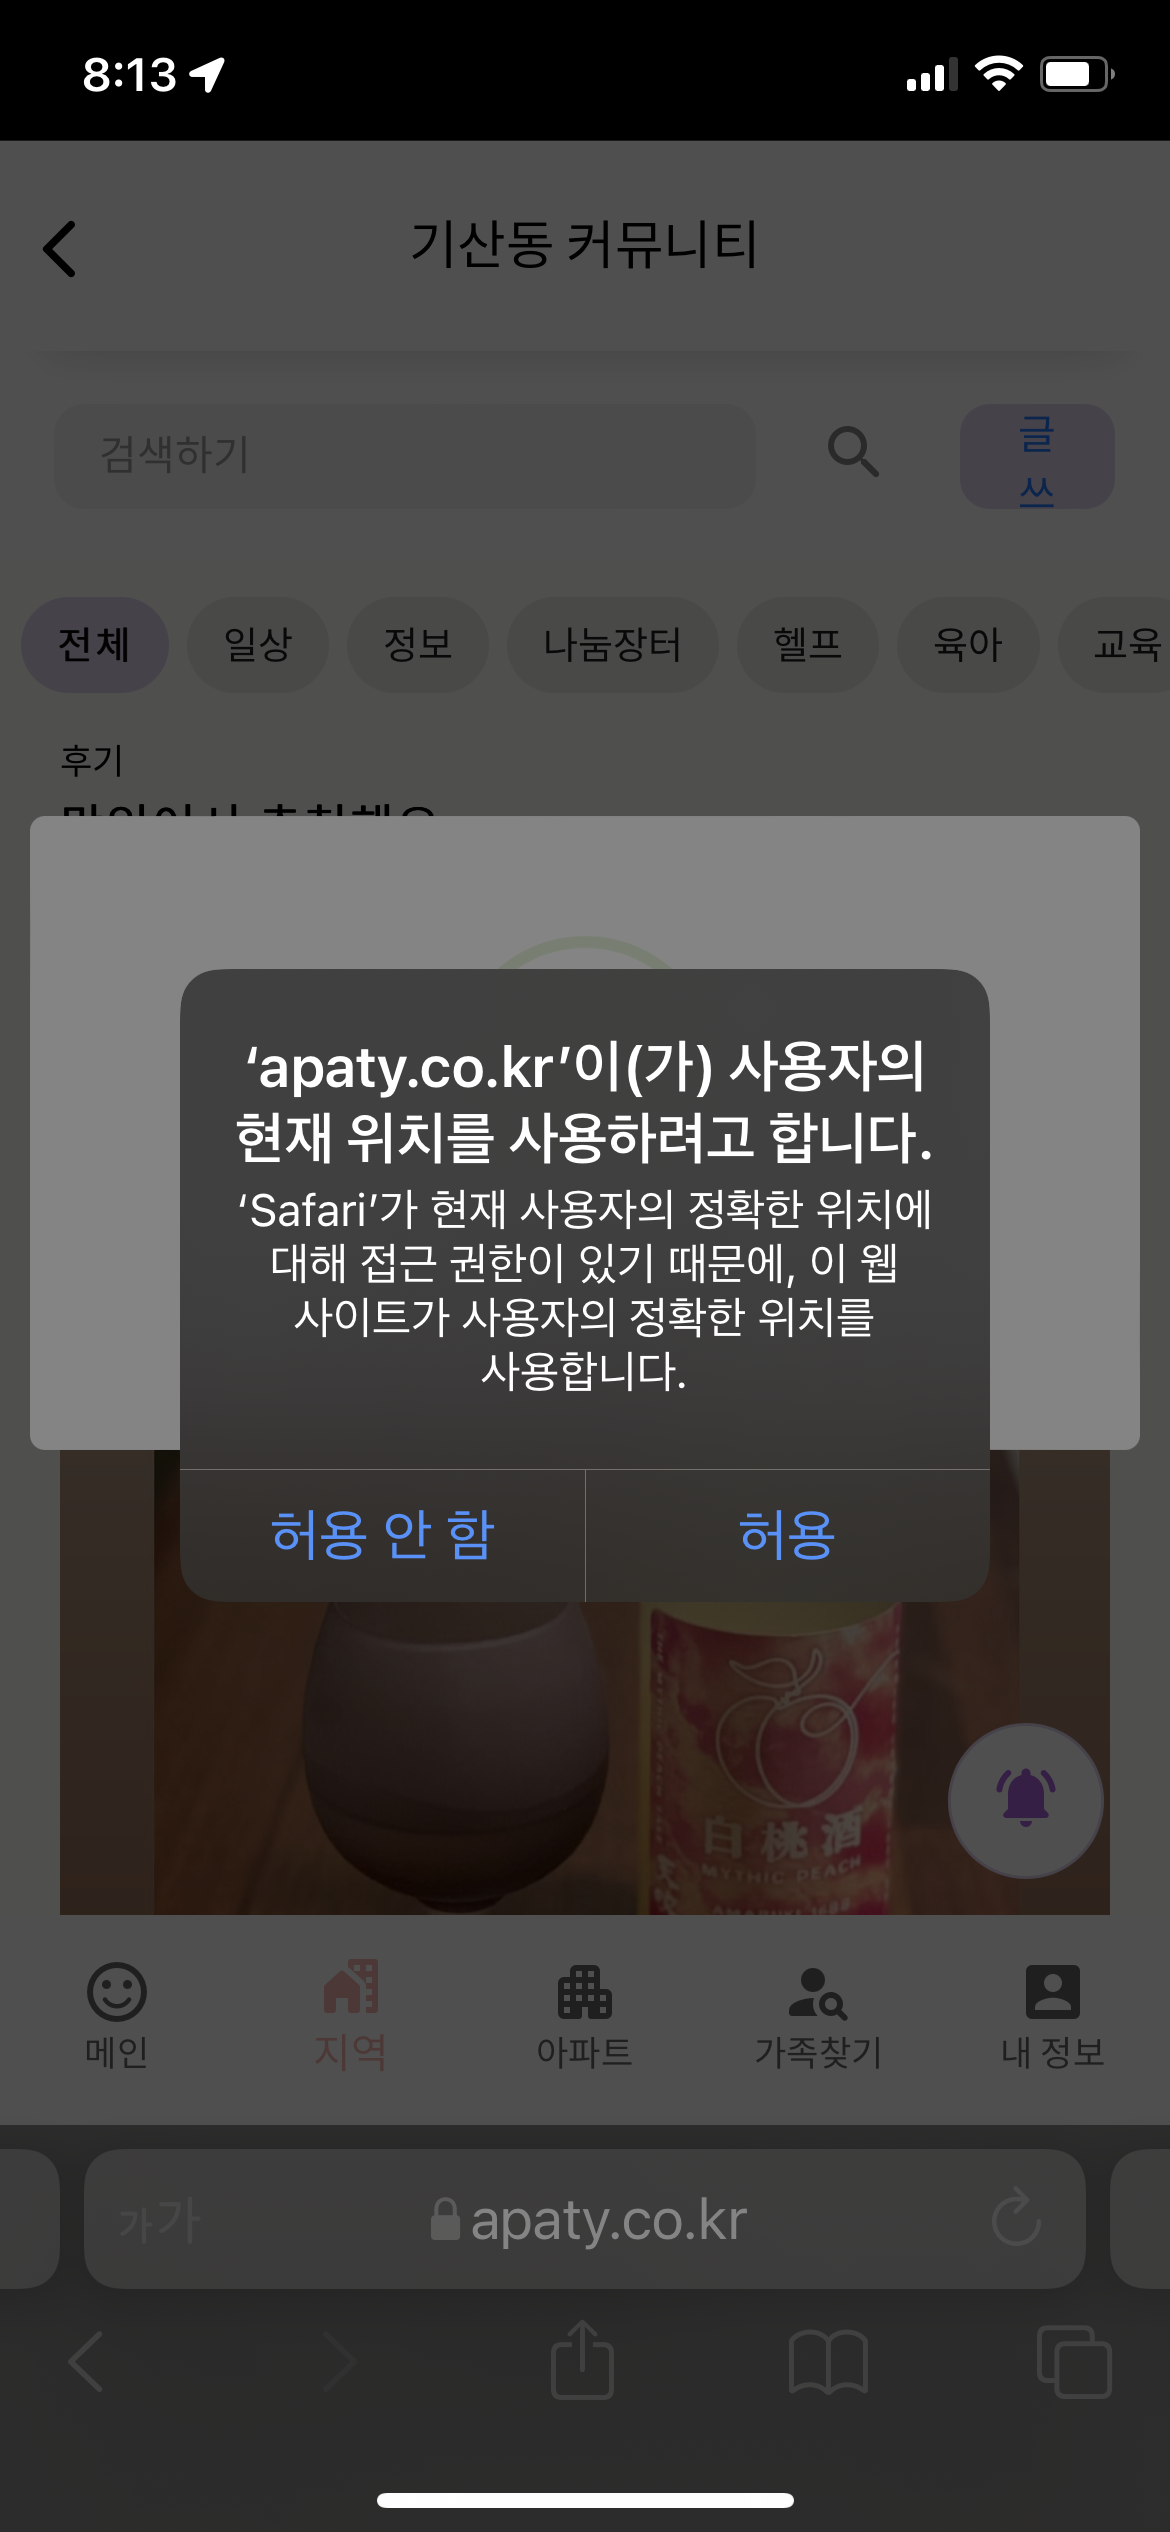 8:13
기산동 커뮤니티
검색하기
글
쓰
전체 일상 정보 나눔장터 헬프 육아 교육
후기
‘apaty.co.kr’이(가) 사용자의
현재 위치를 사용하려고 합니다.
‘Safari’가 현재 사용자의 정확한 위치에
대해 접근 권한이 있기 때문에, 이 웹
사이트가 사용자의 정확한 위치를
사용합니다.
허용 안 함 허용
白桃酒
MYTHIC PEACH
메인 지역 아파트 가족찾기 내 정보
가가 apaty.co.kr